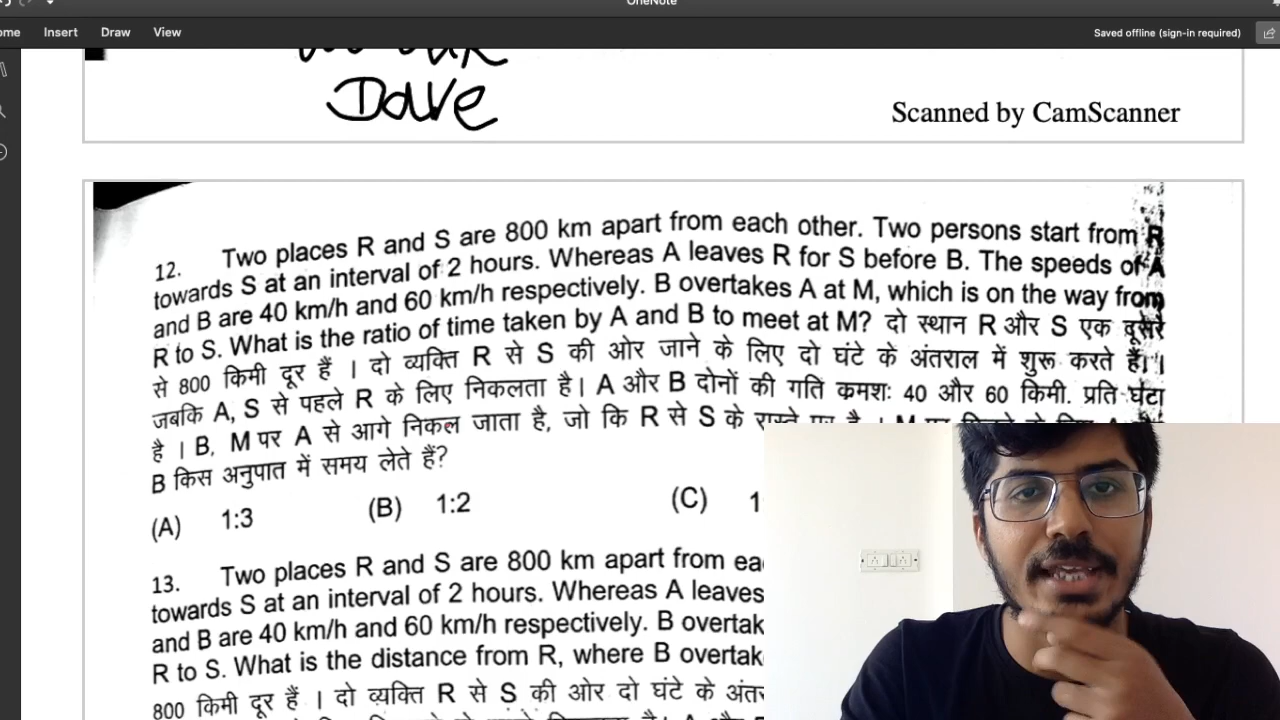 OneNote
ome Insert Draw View Saved offline (sign-in required)
Dave
Scanned by CamScanner
12. Two places R and S are 800 km apart from each other. Two persons start from R
towards S at an interval of 2 hours. Whereas A leaves R for S before B. The speeds of A
and B are 40 km/h and 60 km/h respectively. B overtakes A at M, which is on the way from
R to S. What is the ratio of time taken by A and B to meet at M? दो स्थान R और S एक दूसरे
से 800 किमी दूर हैं । दो व्यक्ति R से S की ओर जाने के लिए दो घंटे के अंतराल में शुरू करते हैं।
जबकि A, S से पहले R के लिए निकलता है। A और B दोनों की गति क्रमशः 40 और 60 किमी. प्रति घंटा
है । B, M पर A से आगे निकल जाता है, जो कि R से S के रास्ते पर है ।
B किस अनुपात में समय लेते हैं?
(A) 1:3 (B) 1:2 (C) 1
13. Two places R and S are 800 km apart from ea
towards S at an interval of 2 hours. Whereas A leaves
and B are 40 km/h and 60 km/h respectively. B overtak
R to S. What is the distance from R, where B overtak
800 किमी दूर हैं । दो व्यक्ति R से S की ओर दो घंटे के अंत